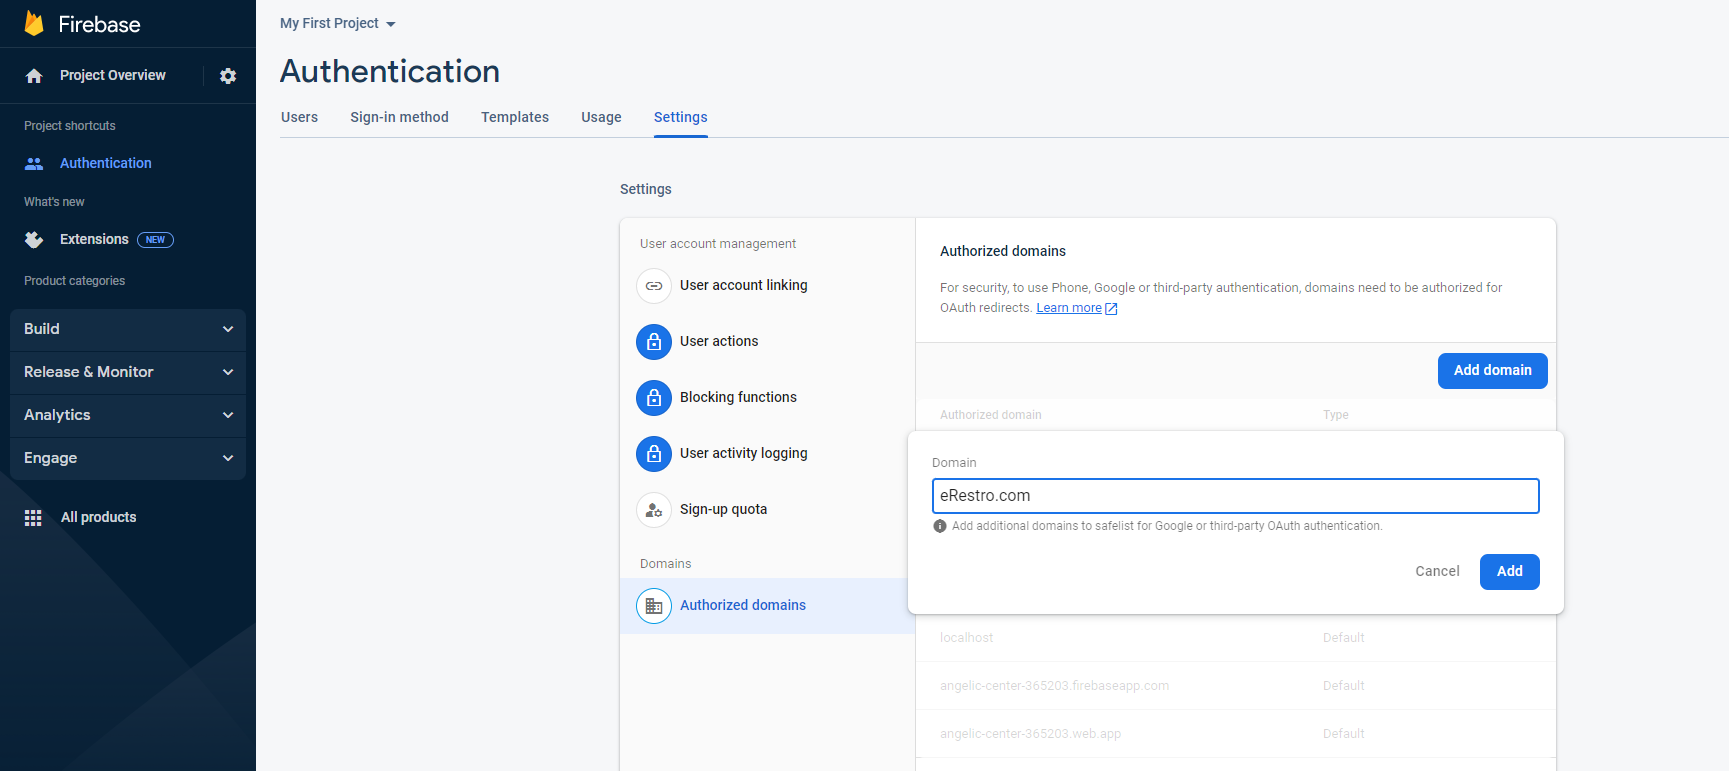 Firebase
Project Overview
Project shortcuts
Authentication
What's new
Extensions NEW
Product categories
Build
Release & Monitor
Analytics
Engage
All products
My First Project
Authentication
Users Sign-in method Templates Usage Settings
Settings
User account management
User account linking
User actions
Blocking functions
User activity logging
Sign-up quota
Domains
Authorized domains
Authorized domains
For security, to use Phone, Google or third-party authentication, domains need to be authorized for
OAuth redirects. Learn more
Add domain
Authorized domain Type
Domain
eRestro.com
Add additional domains to safelist for Google or third-party OAuth authentication.
Cancel Add
localhost Default
angelic-center-365203.firebaseapp.com Default
angelic-center-365203.web.app Default